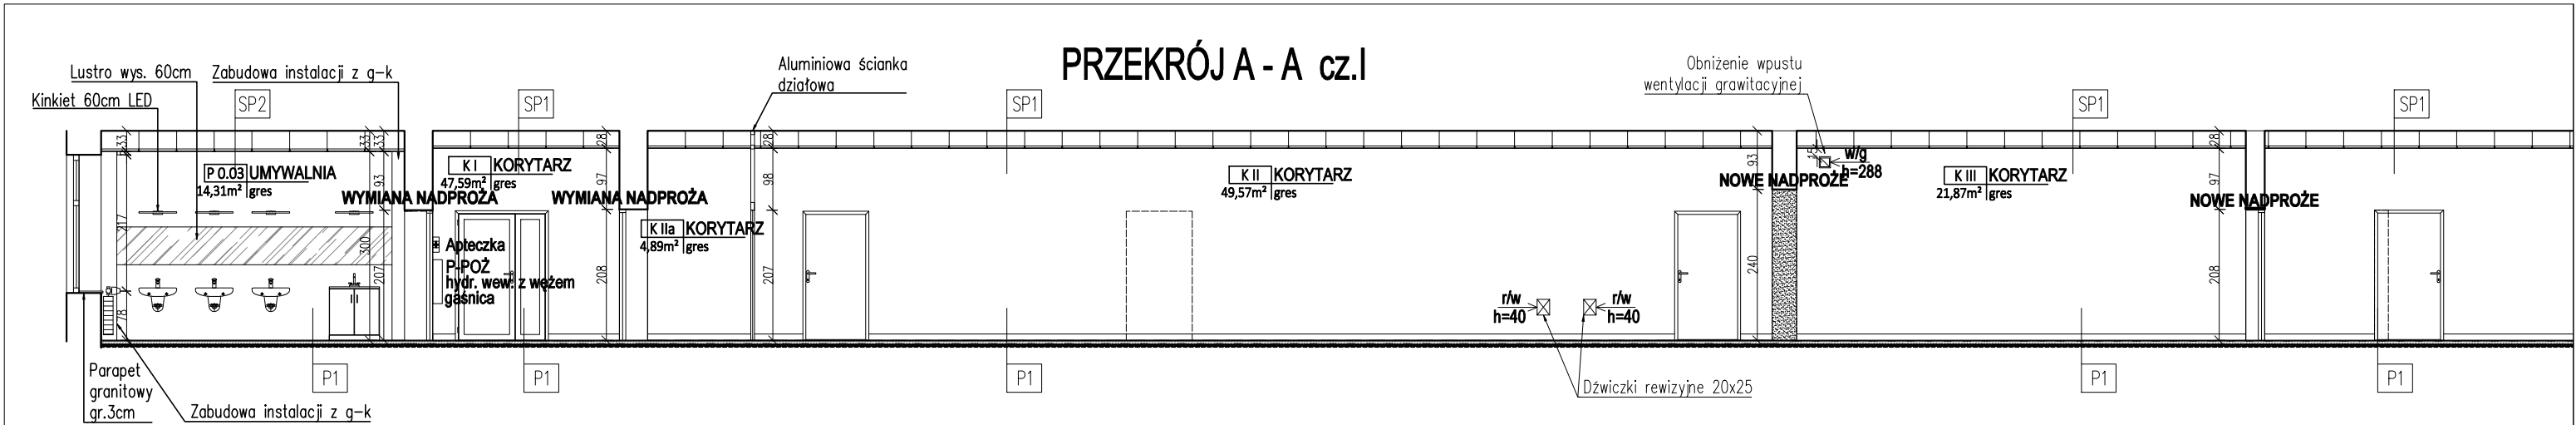 PRZEKRÓJ A - A cz.I
Lustro wys. 60cm
Zabudowa instalacji z g-k
Kinkiet 60cm LED
SP2
SP1
Aluminiowa ścianka
działowa
SP1
Obniżenie wpustu
wentylacji grawitacyjnej
SP1
SP1
33
33
33
28
28
28
P 0.03 UMYWALNIA
14,31m² gres
K I KORYTARZ
47,59m² gres
WYMIANA NADPROŻA
WYMIANA NADPROŻA
K IIa KORYTARZ
4,89m² gres
K II KORYTARZ
49,57m² gres
NOWE NADPROŻE
15
w/g
h=288
K III KORYTARZ
21,87m² gres
NOWE NADPROŻE
93
97
98
93
97
217
300
207
78
208
207
240
208
Apteczka
P-POŻ
hydr. wew. z wężem
gaśnica
r/w
h=40
r/w
h=40
P1
P1
P1
P1
P1
Parapet
granitowy
gr.3cm
Zabudowa instalacji z g-k
Dźwiczki rewizyjne 20x25